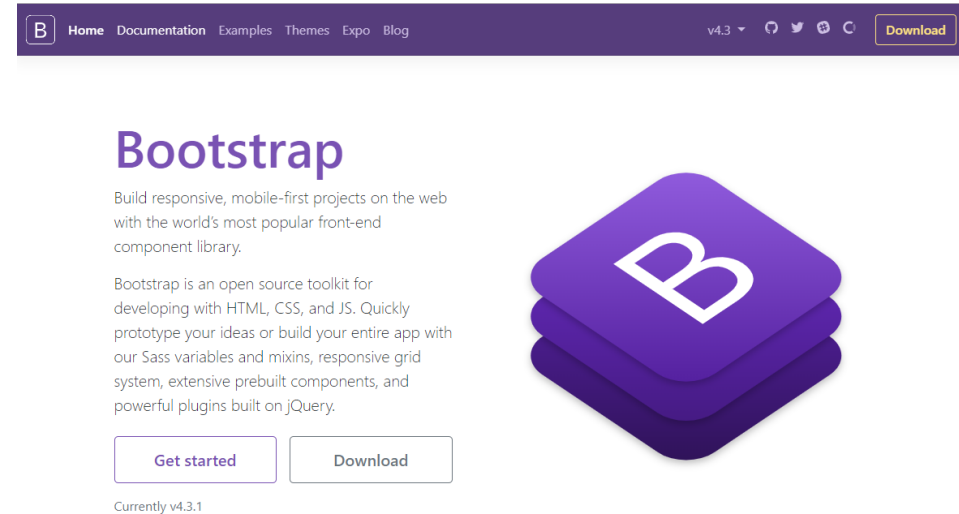 B Home Documentation Examples Themes Expo Blog v4.3 Download
Bootstrap
Build responsive, mobile-first projects on the web
with the world’s most popular front-end
component library.
Bootstrap is an open source toolkit for
developing with HTML, CSS, and JS. Quickly
prototype your ideas or build your entire app with
our Sass variables and mixins, responsive grid
system, extensive prebuilt components, and
powerful plugins built on jQuery.
Get started Download
Currently v4.3.1
B